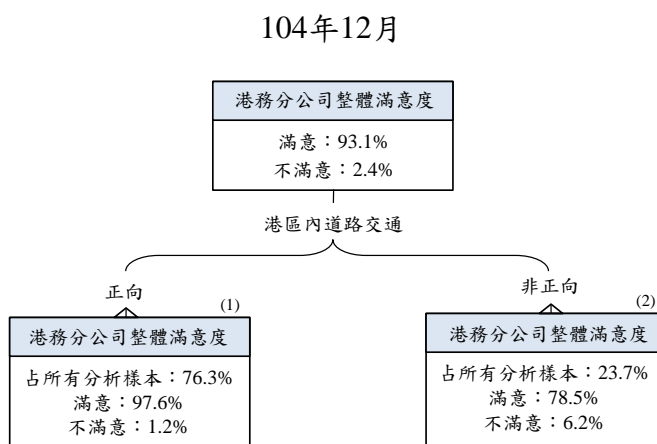 104年12月
港務分公司整體滿意度
滿意：93.1%
不滿意：2.4%
港區內道路交通
正向
(1)
港務分公司整體滿意度
占所有分析樣本：76.3%
滿意：97.6%
不滿意：1.2%
非正向
(2)
港務分公司整體滿意度
占所有分析樣本：23.7%
滿意：78.5%
不滿意：6.2%